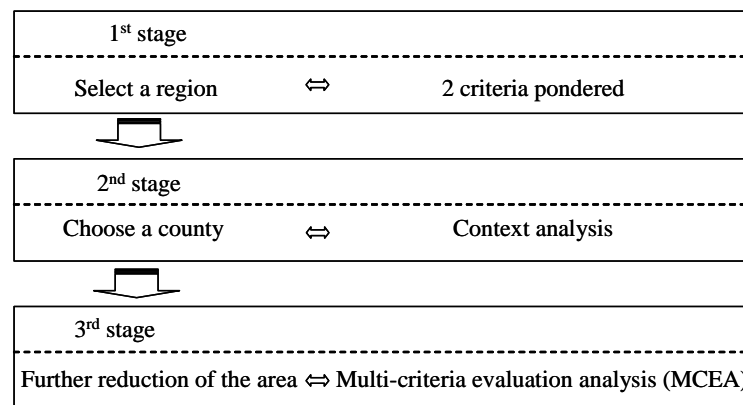 1st stage
Select a region ⇔ 2 criteria pondered
2nd stage
Choose a county ⇔ Context analysis
3rd stage
Further reduction of the area ⇔ Multi-criteria evaluation analysis (MCEA)